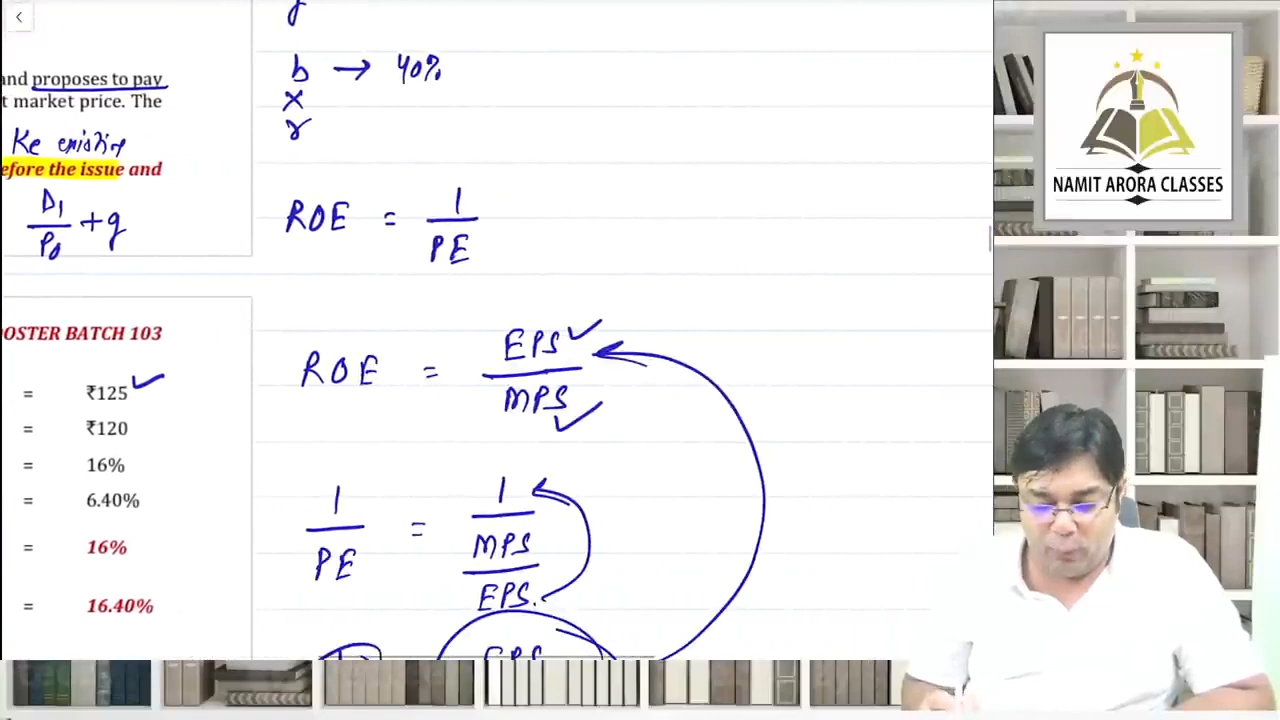 and proposes to pay
t market price. The
Ke existing
efore the issue and
D1
P0
+ g
OSTER BATCH 103
= ₹125
= ₹120
= 16%
= 6.40%
= 16%
= 16.40%
b → 40%
×
r
ROE = 1
PE
ROE = EPS
MPS
1
PE
= 1
MPS
EPS.
EPS
NAMIT ARORA CLASSES